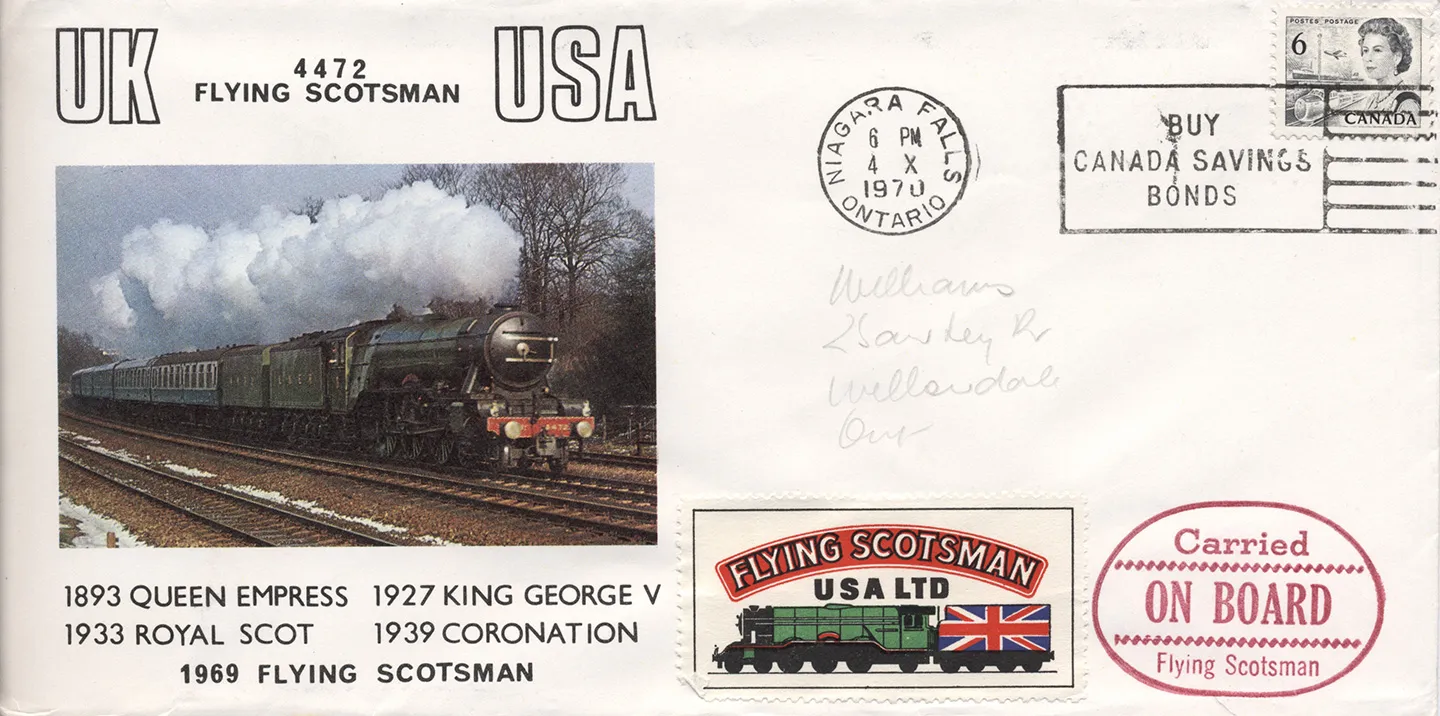 UK
4472
FLYING SCOTSMAN
USA
NIAGARA FALLS
6 PM
4 X
1970
ONTARIO
BUY
CANADA SAVINGS
BONDS
POSTES POSTAGE
6
CANADA
Williams
Willowdale
Ont
L N E R
4472
1893 QUEEN EMPRESS 1927 KING GEORGE V
1933 ROYAL SCOT 1939 CORONATION
1969 FLYING SCOTSMAN
FLYING SCOTSMAN
USA LTD
Carried
ON BOARD
Flying Scotsman